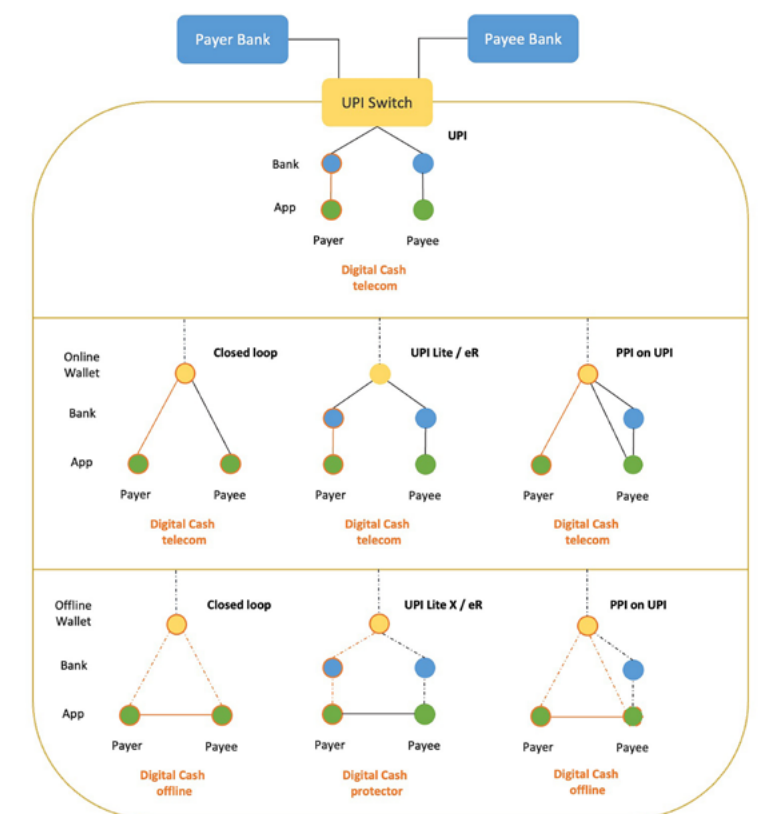 Payer Bank
Payee Bank
UPI Switch
UPI
Bank
App
Payer
Payee
Digital Cash
telecom
Online
Wallet
Closed loop
UPI Lite / eR
PPI on UPI
Bank
App
Payer
Payee
Payer
Payee
Payer
Payee
Digital Cash
telecom
Digital Cash
telecom
Digital Cash
telecom
Offline
Wallet
Closed loop
UPI Lite X / eR
PPI on UPI
Bank
App
Payer
Payee
Payer
Payee
Payer
Payee
Digital Cash
offline
Digital Cash
protector
Digital Cash
offline